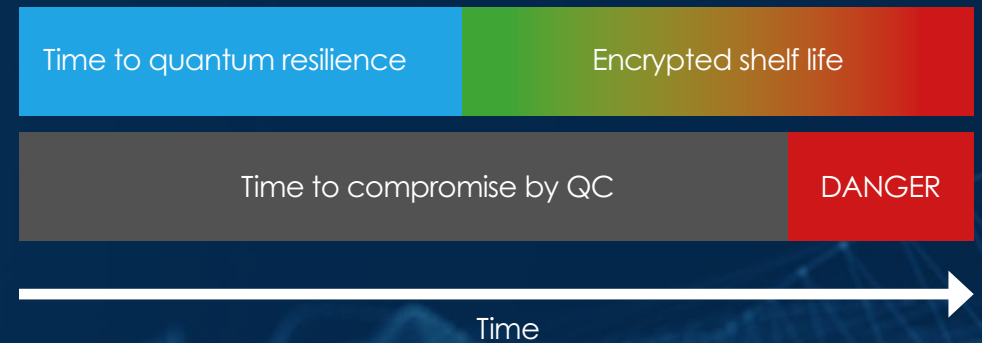 Time to quantum resilience
Encrypted shelf life
Time to compromise by QC
DANGER
Time